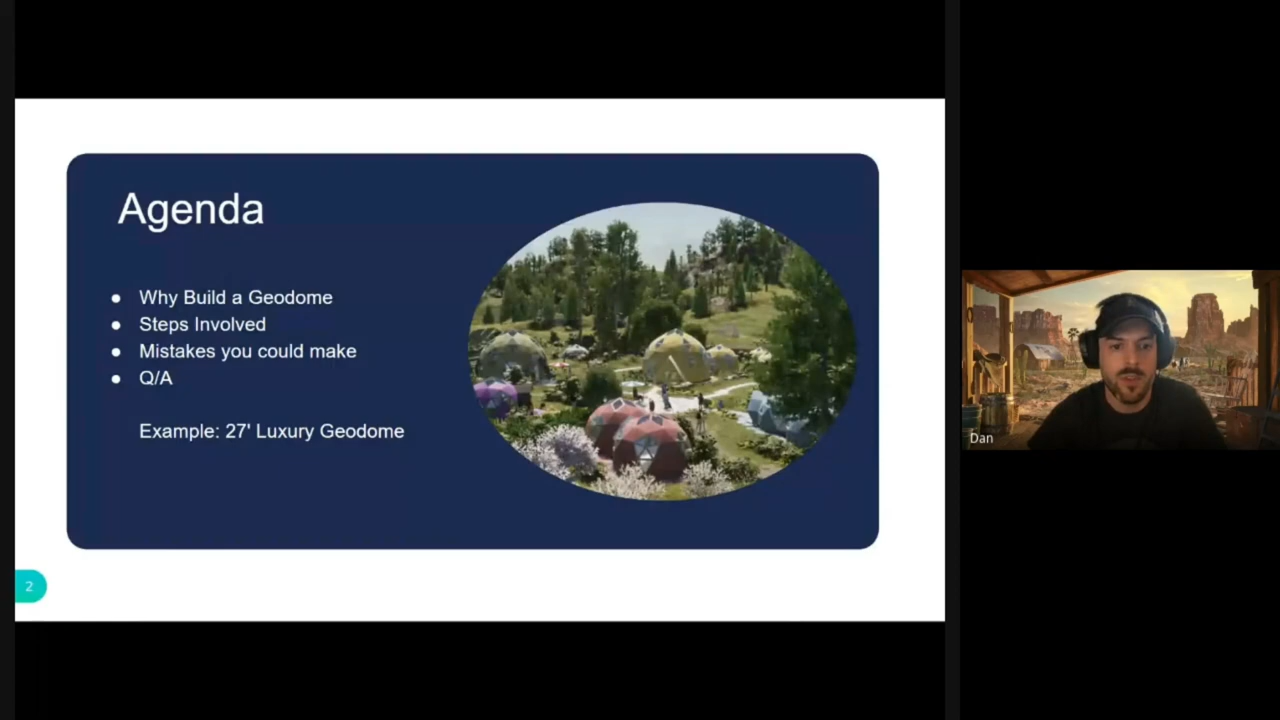 Agenda
● Why Build a Geodome
● Steps Involved
● Mistakes you could make
● Q/A
Example: 27' Luxury Geodome
2
Dan